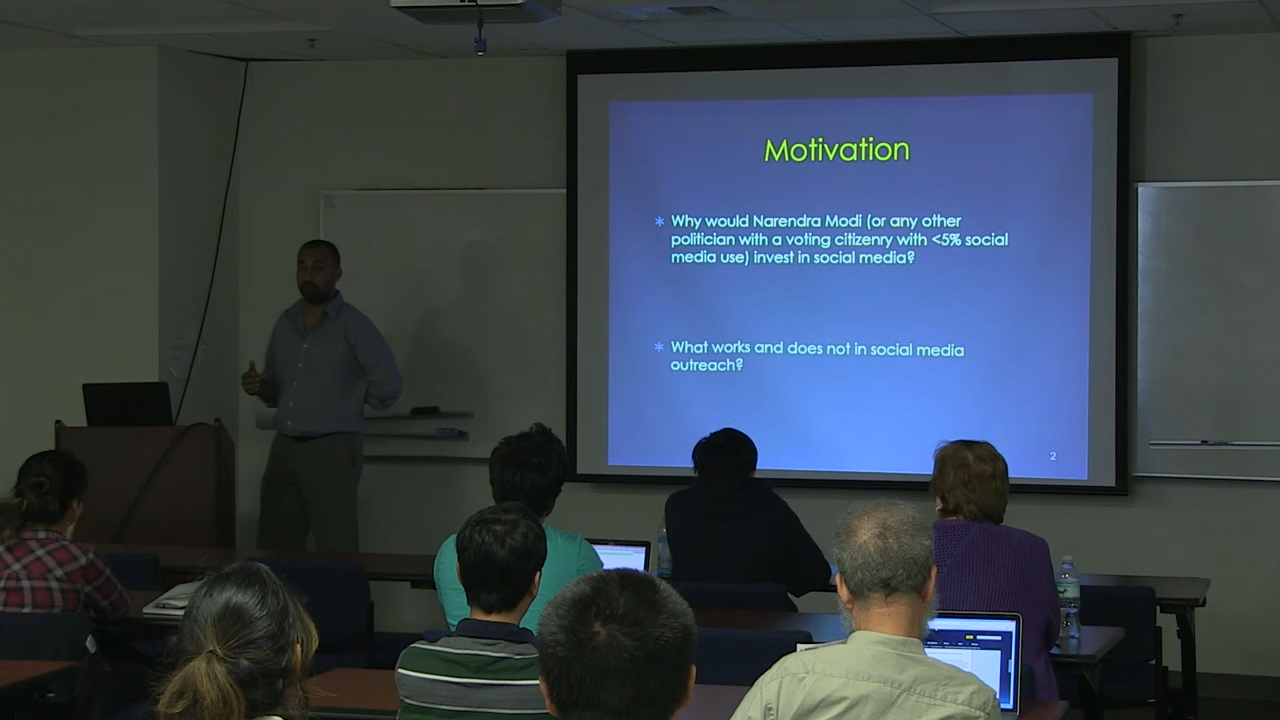 Motivation
* Why would Narendra Modi (or any other
politician with a voting citizenry with <5% social
media use) invest in social media?
* What works and does not in social media
outreach?
2